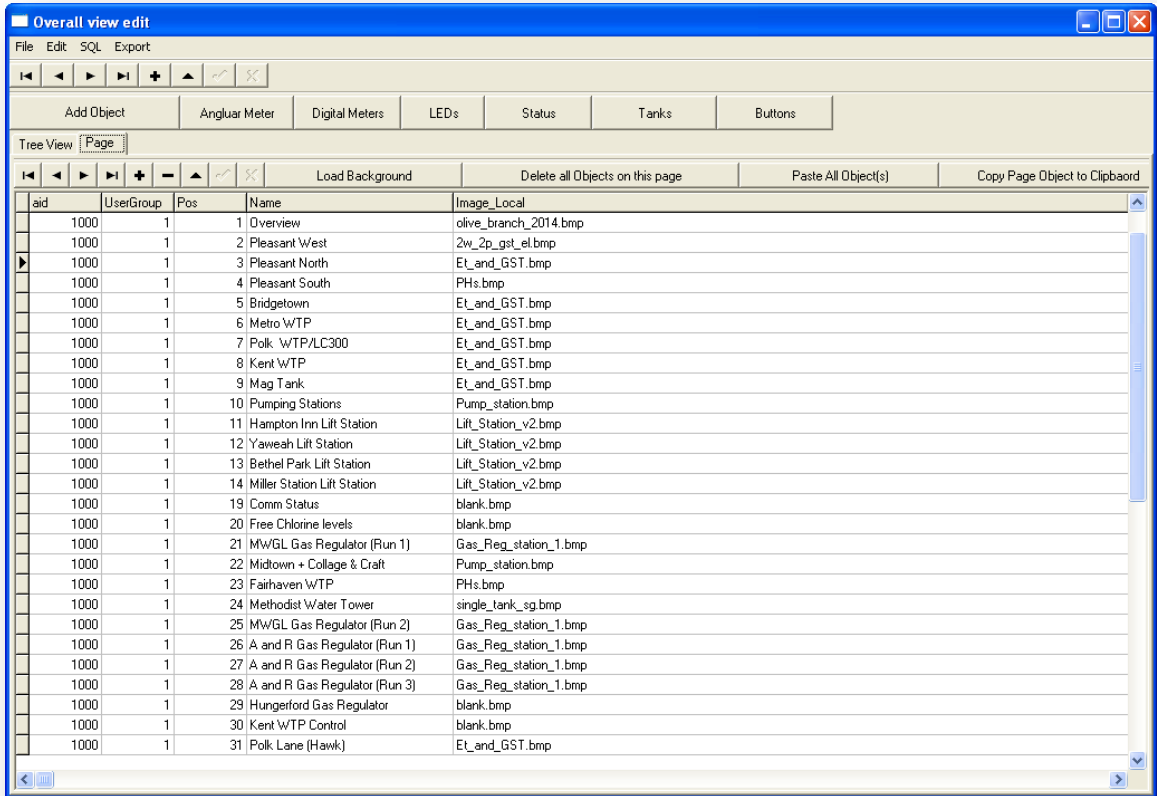 Overall view edit
File Edit SQL Export
Add Object Angluar Meter Digital Meters LEDs Status Tanks Buttons
Tree View Page
Load Background Delete all Objects on this page Paste All Object(s) Copy Page Object to Clipbaord
aid UserGroup Pos Name Image_Local
1000 1 1 Overview olive_branch_2014.bmp
1000 1 2 Pleasant West 2w_2p_gst_el.bmp
1000 1 3 Pleasant North Et_and_GST.bmp
1000 1 4 Pleasant South PHs.bmp
1000 1 5 Bridgetown Et_and_GST.bmp
1000 1 6 Metro WTP Et_and_GST.bmp
1000 1 7 Polk WTP/LC300 Et_and_GST.bmp
1000 1 8 Kent WTP Et_and_GST.bmp
1000 1 9 Mag Tank Et_and_GST.bmp
1000 1 10 Pumping Stations Pump_station.bmp
1000 1 11 Hampton Inn Lift Station Lift_Station_v2.bmp
1000 1 12 Yaweah Lift Station Lift_Station_v2.bmp
1000 1 13 Bethel Park Lift Station Lift_Station_v2.bmp
1000 1 14 Miller Station Lift Station Lift_Station_v2.bmp
1000 1 19 Comm Status blank.bmp
1000 1 20 Free Chlorine levels blank.bmp
1000 1 21 MWGL Gas Regulator (Run 1) Gas_Reg_station_1.bmp
1000 1 22 Midtown + Collage & Craft Pump_station.bmp
1000 1 23 Fairhaven WTP PHs.bmp
1000 1 24 Methodist Water Tower single_tank_sg.bmp
1000 1 25 MWGL Gas Regulator (Run 2) Gas_Reg_station_1.bmp
1000 1 26 A and R Gas Regulator (Run 1) Gas_Reg_station_1.bmp
1000 1 27 A and R Gas Regulator (Run 2) Gas_Reg_station_1.bmp
1000 1 28 A and R Gas Regulator (Run 3) Gas_Reg_station_1.bmp
1000 1 29 Hungerford Gas Regulator blank.bmp
1000 1 30 Kent WTP Control blank.bmp
1000 1 31 Polk Lane (Hawk) Et_and_GST.bmp